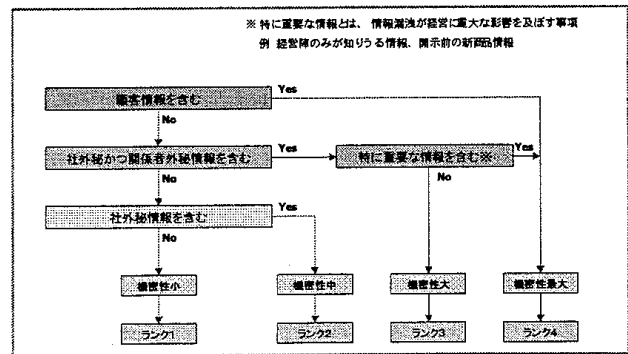 ※ 特に重要な情報とは、情報漏洩が経営に重大な影響を及ぼす事項
例 経営陣のみが知りうる情報、開示前の新商品情報
顧客情報を含む
Yes
No
社外秘かつ関係者外秘情報を含む
Yes
特に重要な情報を含む※
Yes
No
No
社外秘情報を含む
Yes
No
機密性小
機密性中
機密性大
機密性最大
ランク1
ランク2
ランク3
ランク4